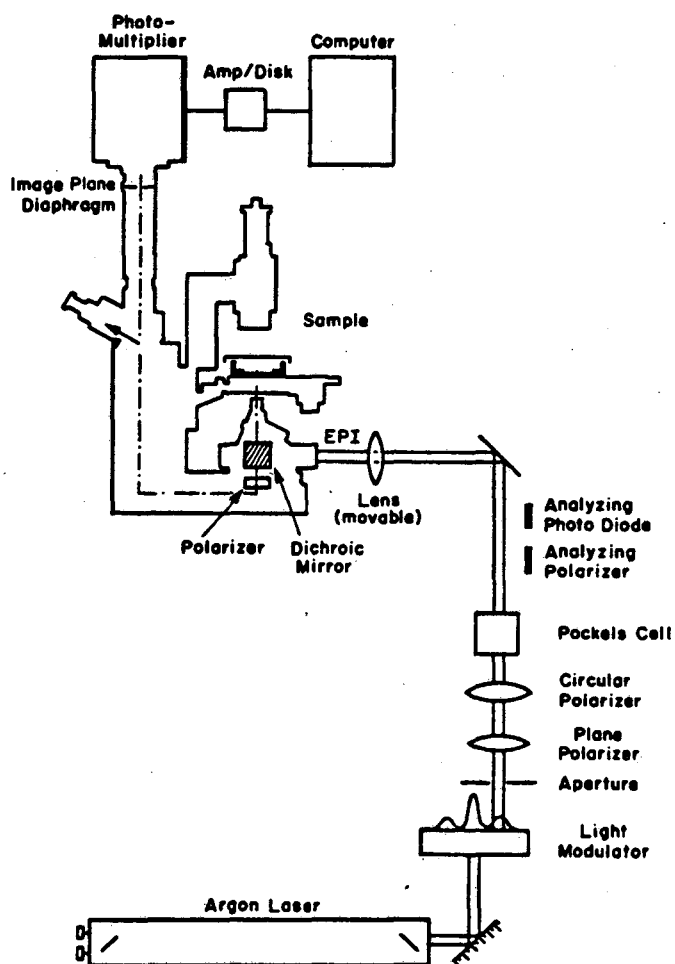 Photo-
Multiplier
Computer
Amp/Disk
Image Plane
Diaphragm
Sample
EPI
Lens
(movable)
Polarizer
Dichroic
Mirror
Analyzing
Photo Diode
Analyzing
Polarizer
Pockels Cell
Circular
Polarizer
Plane
Polarizer
Aperture
Light
Modulator
Argon Laser